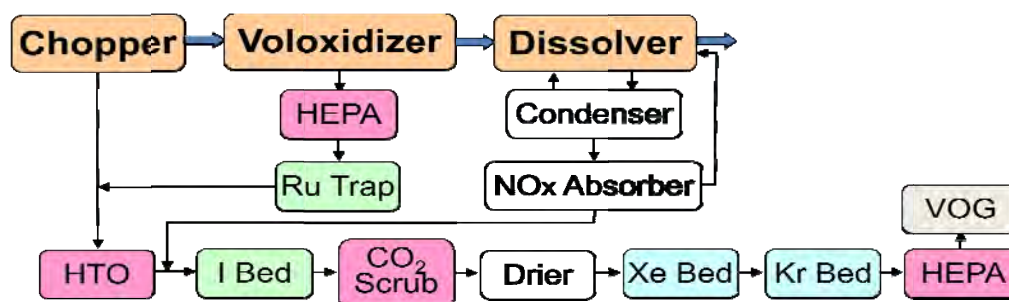 Chopper
Voloxidizer
Dissolver
HEPA
Condenser
Ru Trap
NOx Absorber
VOG
HTO
I Bed
CO₂
Scrub
Drier
Xe Bed
Kr Bed
HEPA